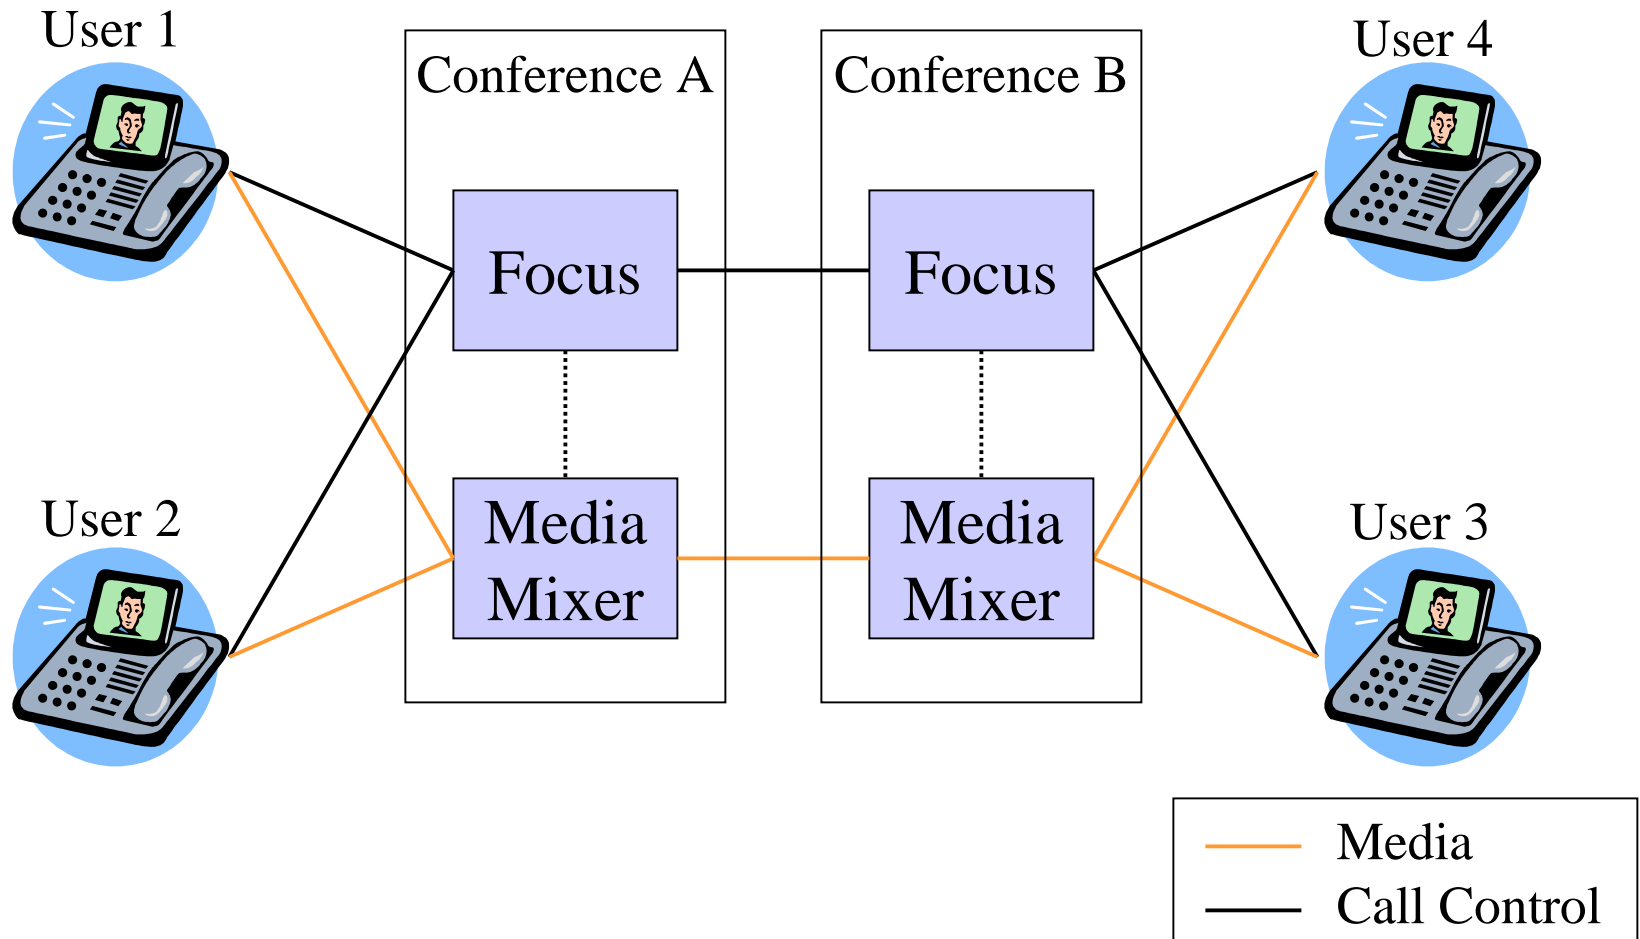 User 1
Conference A
Conference B
User 4
Focus
Focus
User 2
Media
Mixer
Media
Mixer
User 3
Media
Call Control